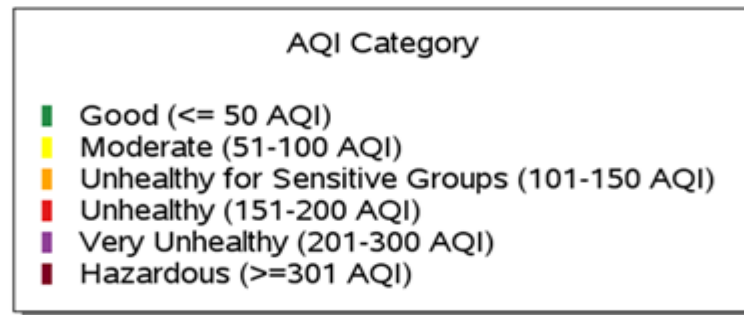 AQI Category
Good (<= 50 AQI)
Moderate (51-100 AQI)
Unhealthy for Sensitive Groups (101-150 AQI)
Unhealthy (151-200 AQI)
Very Unhealthy (201-300 AQI)
Hazardous (>=301 AQI)